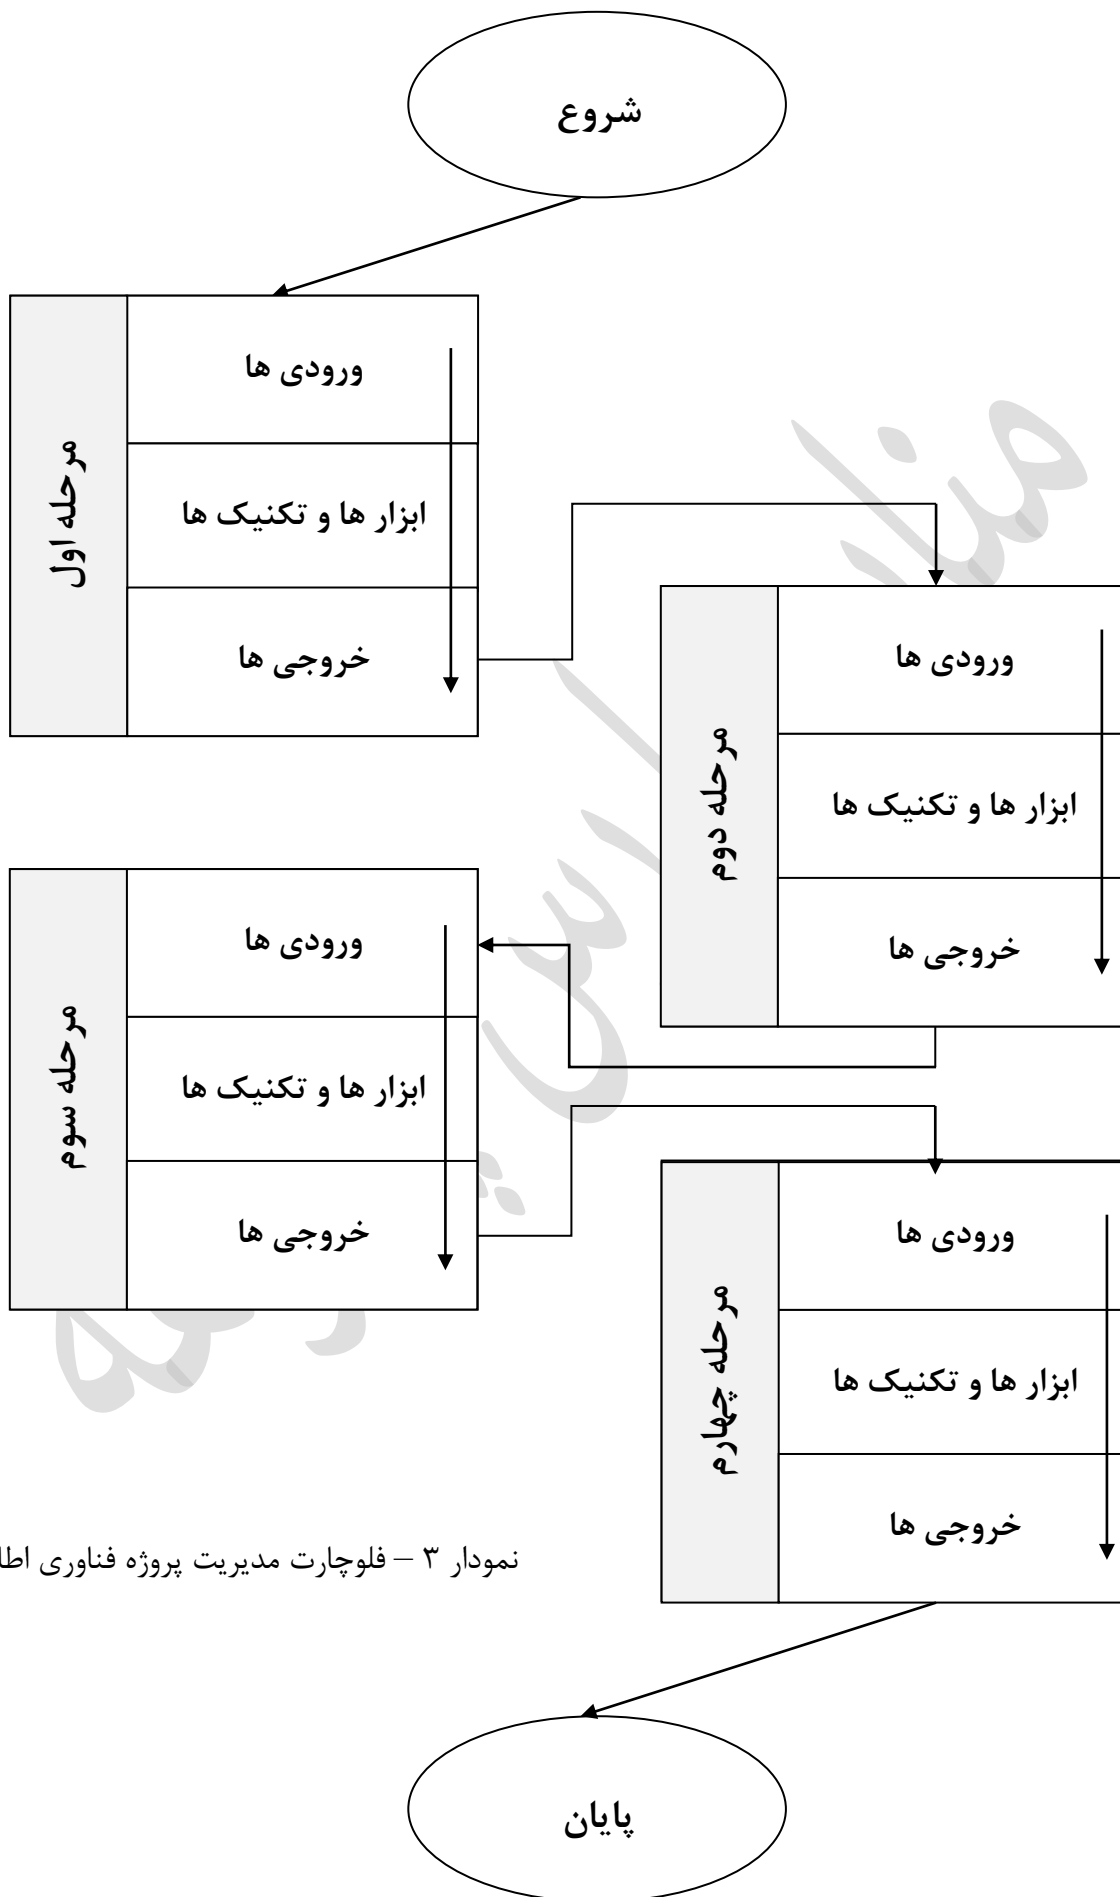 شروع
مرحله اول
ورودی ها
ابزار ها و تکنیک ها
خروجی ها
مرحله دوم
ورودی ها
ابزار ها و تکنیک ها
خروجی ها
مرحله سوم
ورودی ها
ابزار ها و تکنیک ها
خروجی ها
مرحله چهارم
ورودی ها
ابزار ها و تکنیک ها
خروجی ها
نمودار ۳ – فلوچارت مدیریت پروژه فناوری
پایان